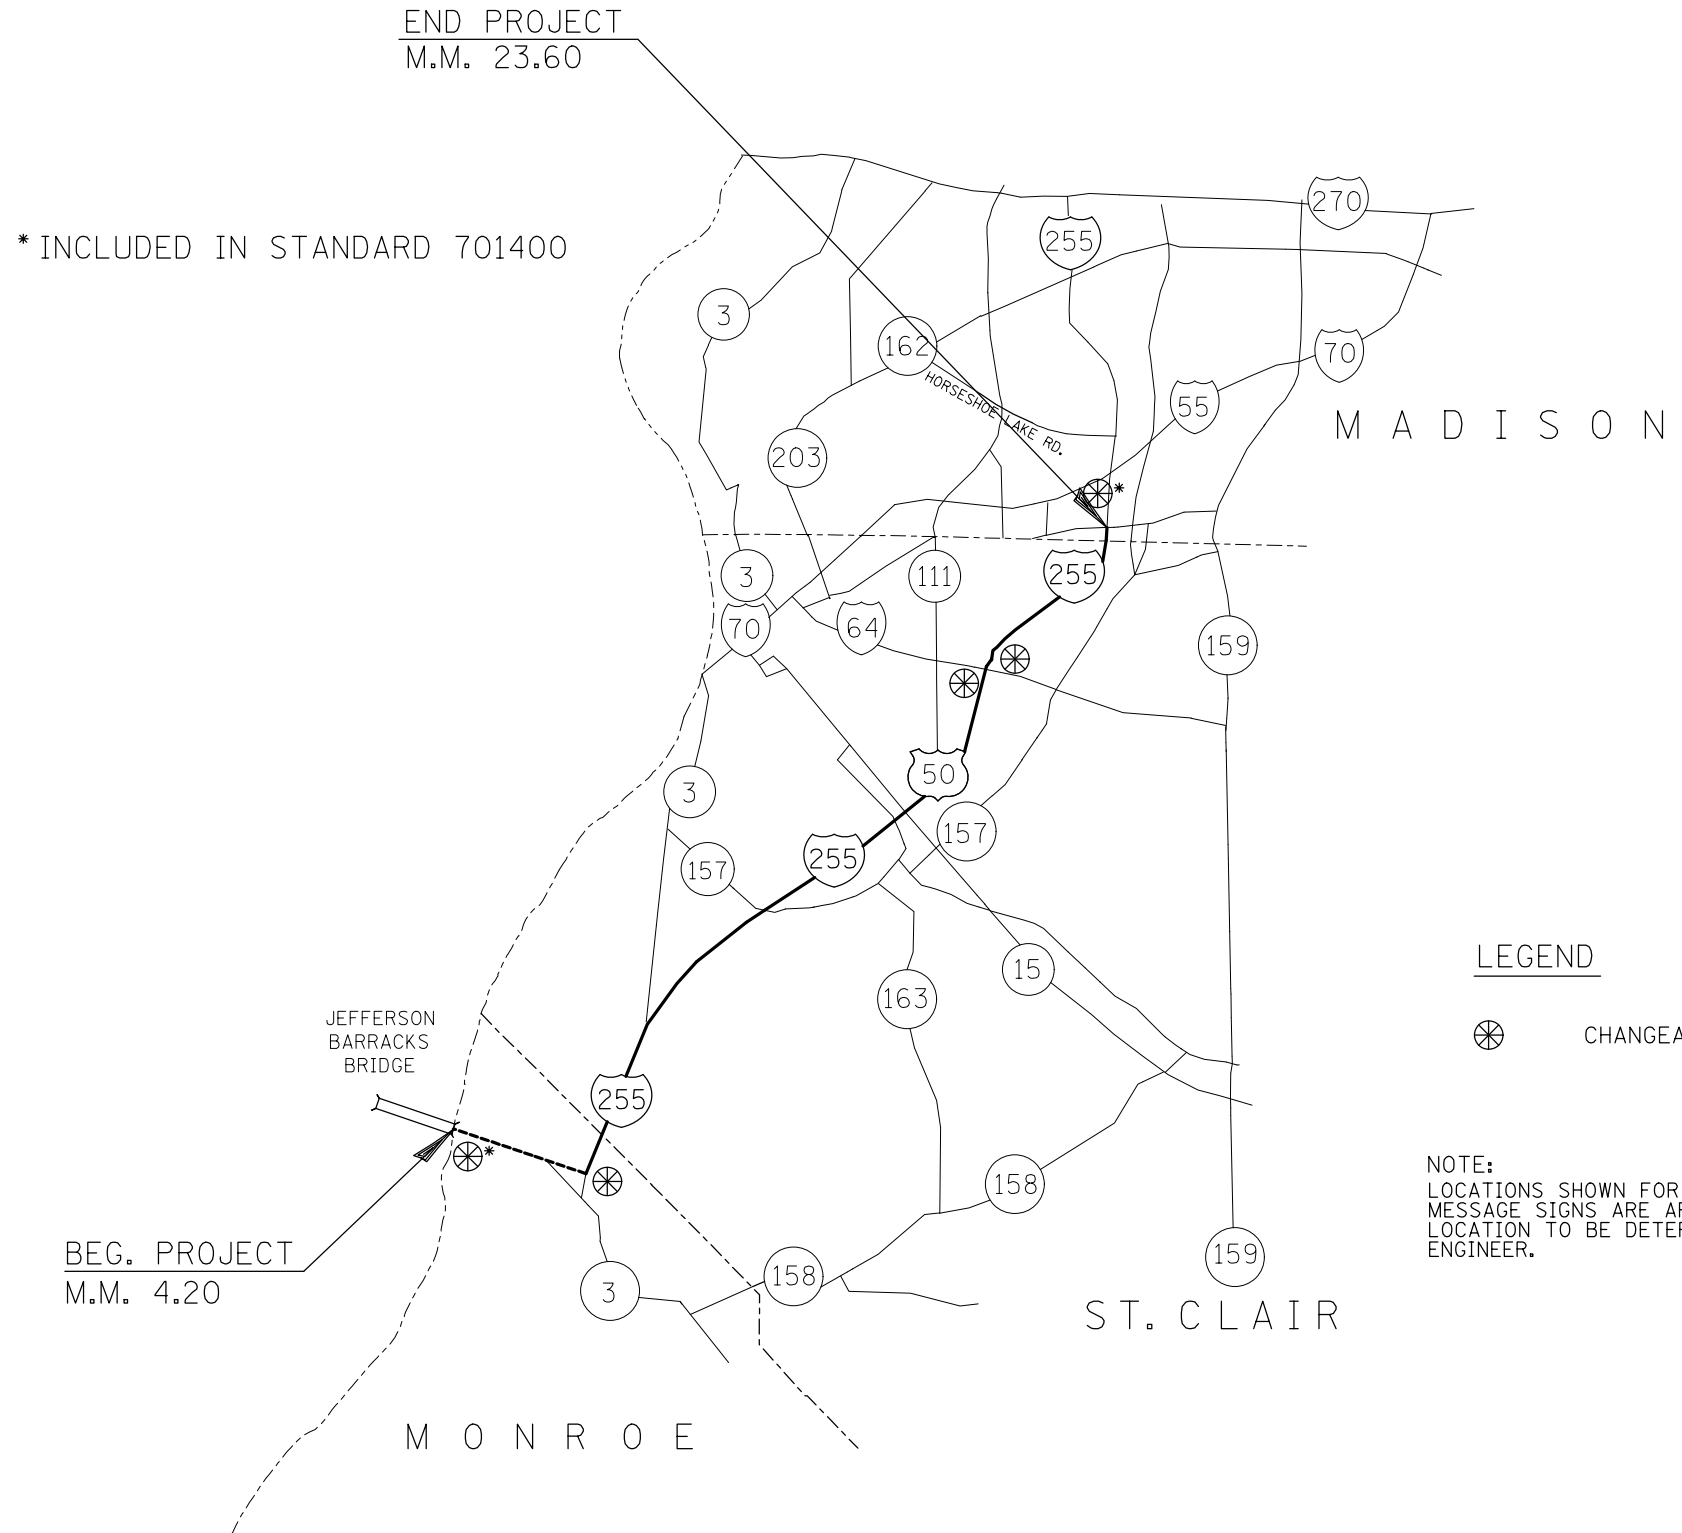 END PROJECT
M.M. 23.60
* INCLUDED IN STANDARD 701400
270
255
3
162
70
HORSESHOE LAKE RD.
55
MADISON
203
*
3
111
255
70
64
159
50
3
157
255
157
LEGEND
15
163
JEFFERSON
BARRACKS
BRIDGE
255
*
NOTE:
158
LOCATIONS SHOWN FOR
MESSAGE SIGNS ARE
LOCATION TO BE
ENGINEER.
BEG. PROJECT
M.M. 4.20
159
158
3
ST. CLAIR
MONROE